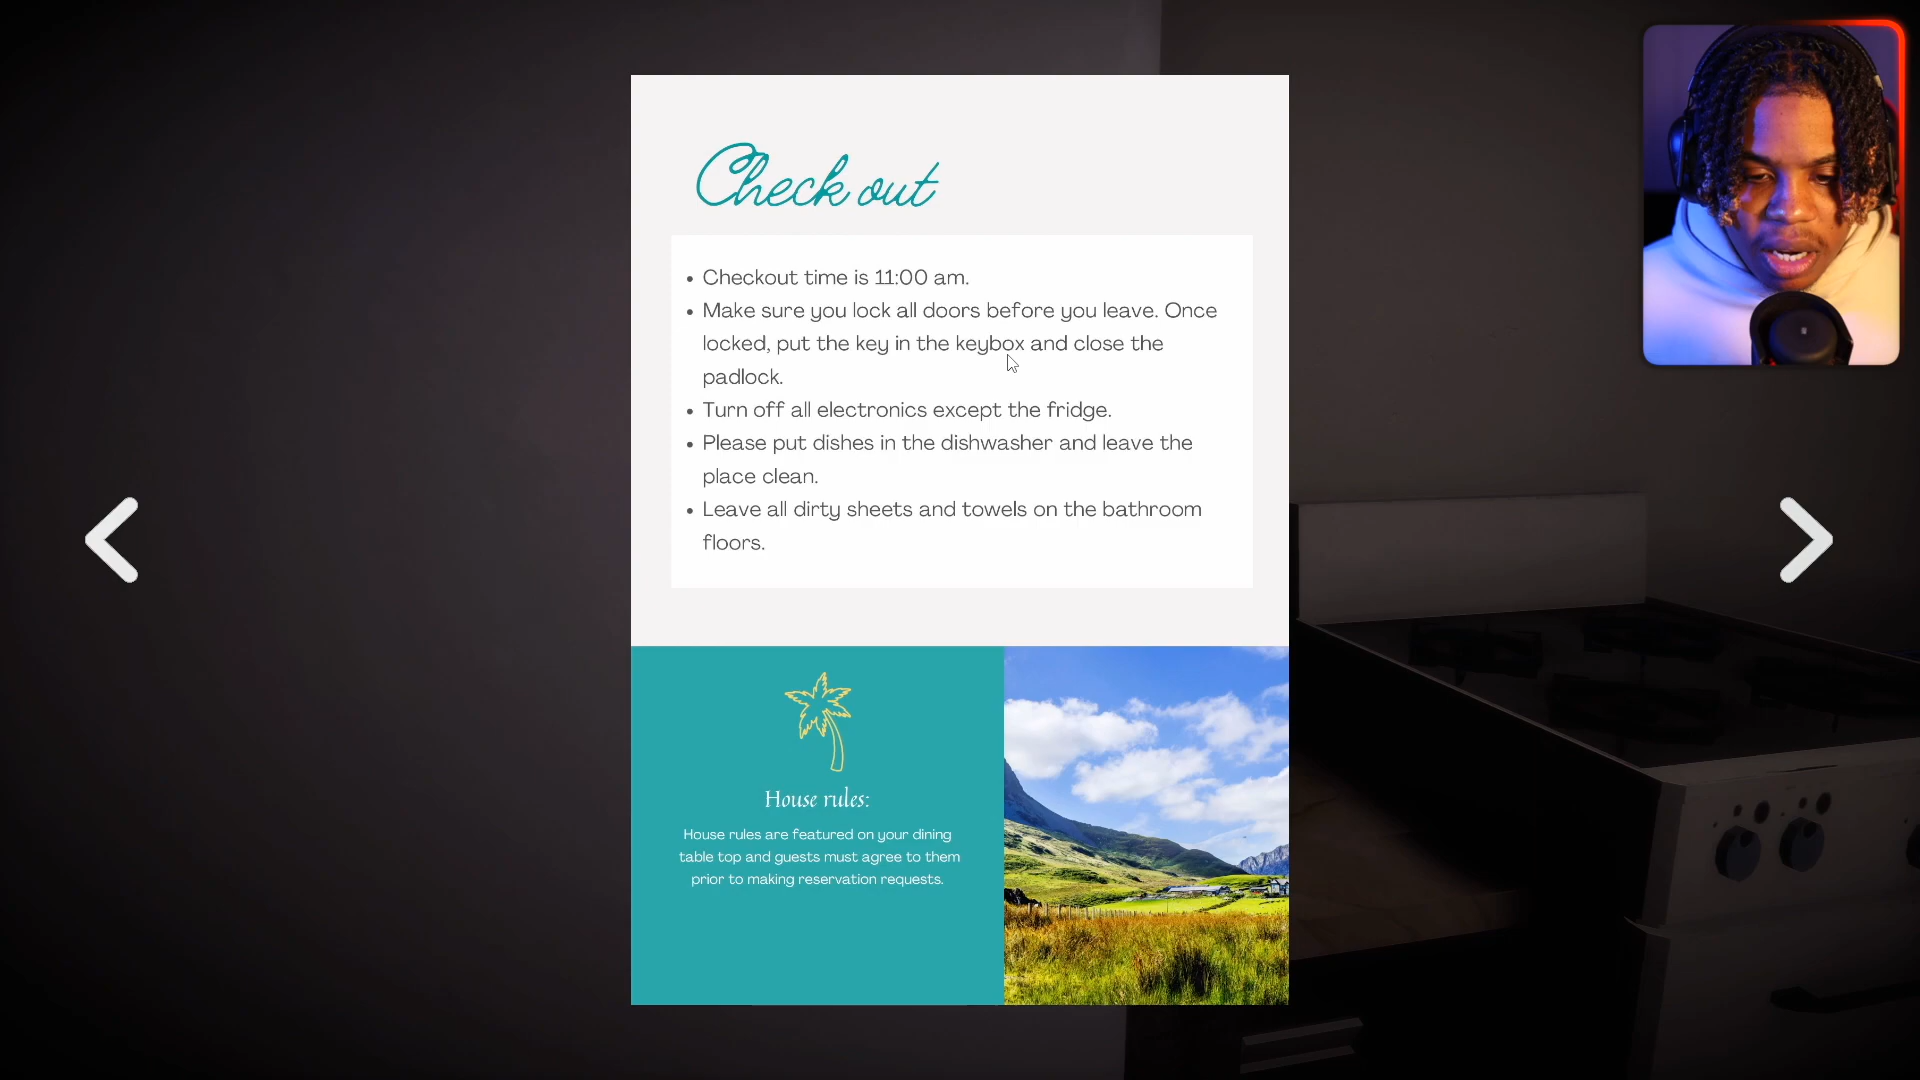 Check out
• Checkout time is 11:00 am.
• Make sure you lock all doors before you leave. Once
locked, put the key in the keybox and close the
padlock.
• Turn off all electronics except the fridge.
• Please put dishes in the dishwasher and leave the
place clean.
• Leave all dirty sheets and towels on the bathroom
floors.
House rules:
House rules are featured on your dining
table top and guests must agree to them
prior to making reservation requests.